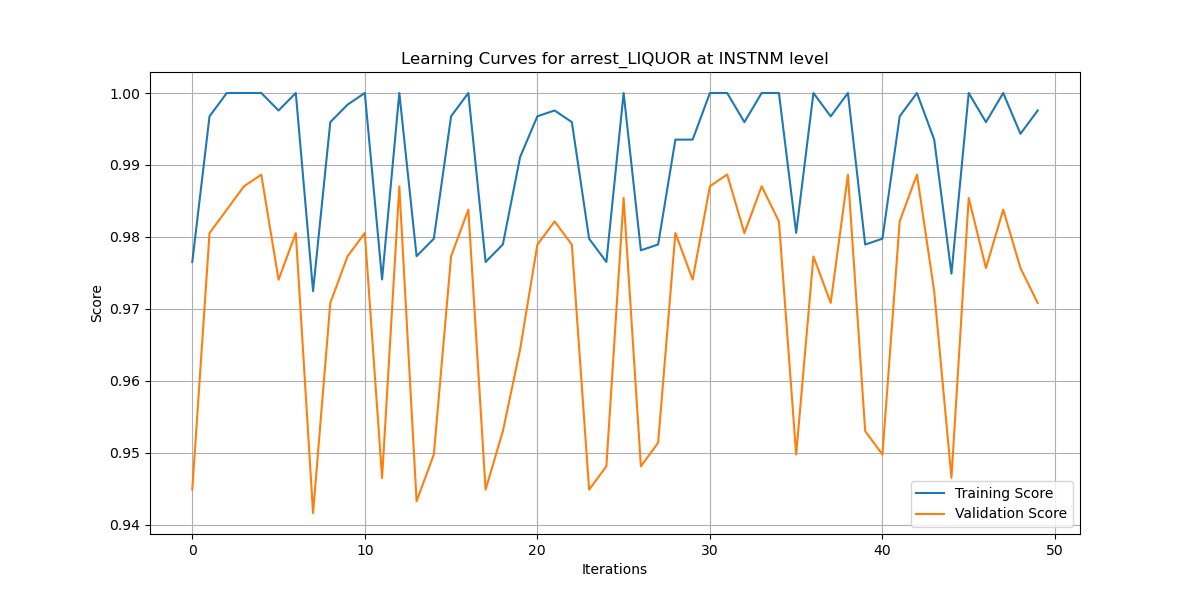 Learning Curves for arrest_LIQUOR at INSTNM level
1.00
0.99
0.98
0.97
0.96
0.95
0.94
Score
0 10 20 30 40 50
Iterations
Training Score
Validation Score